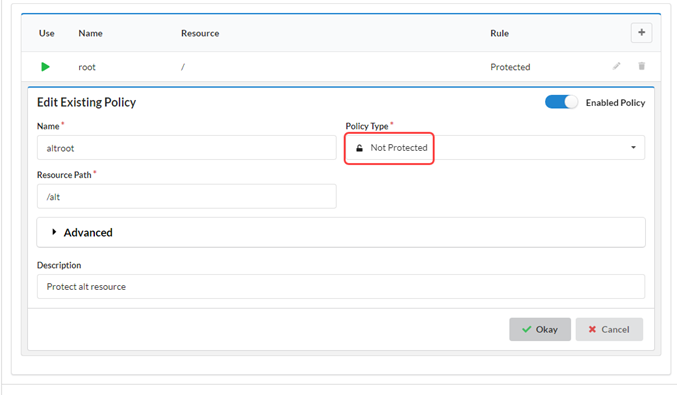 Use Name Resource Rule +
root / Protected
Edit Existing Policy Enabled Policy
Name * Policy Type *
altroot Not Protected
Resource Path *
/alt
Advanced
Description
Protect alt resource
Okay Cancel